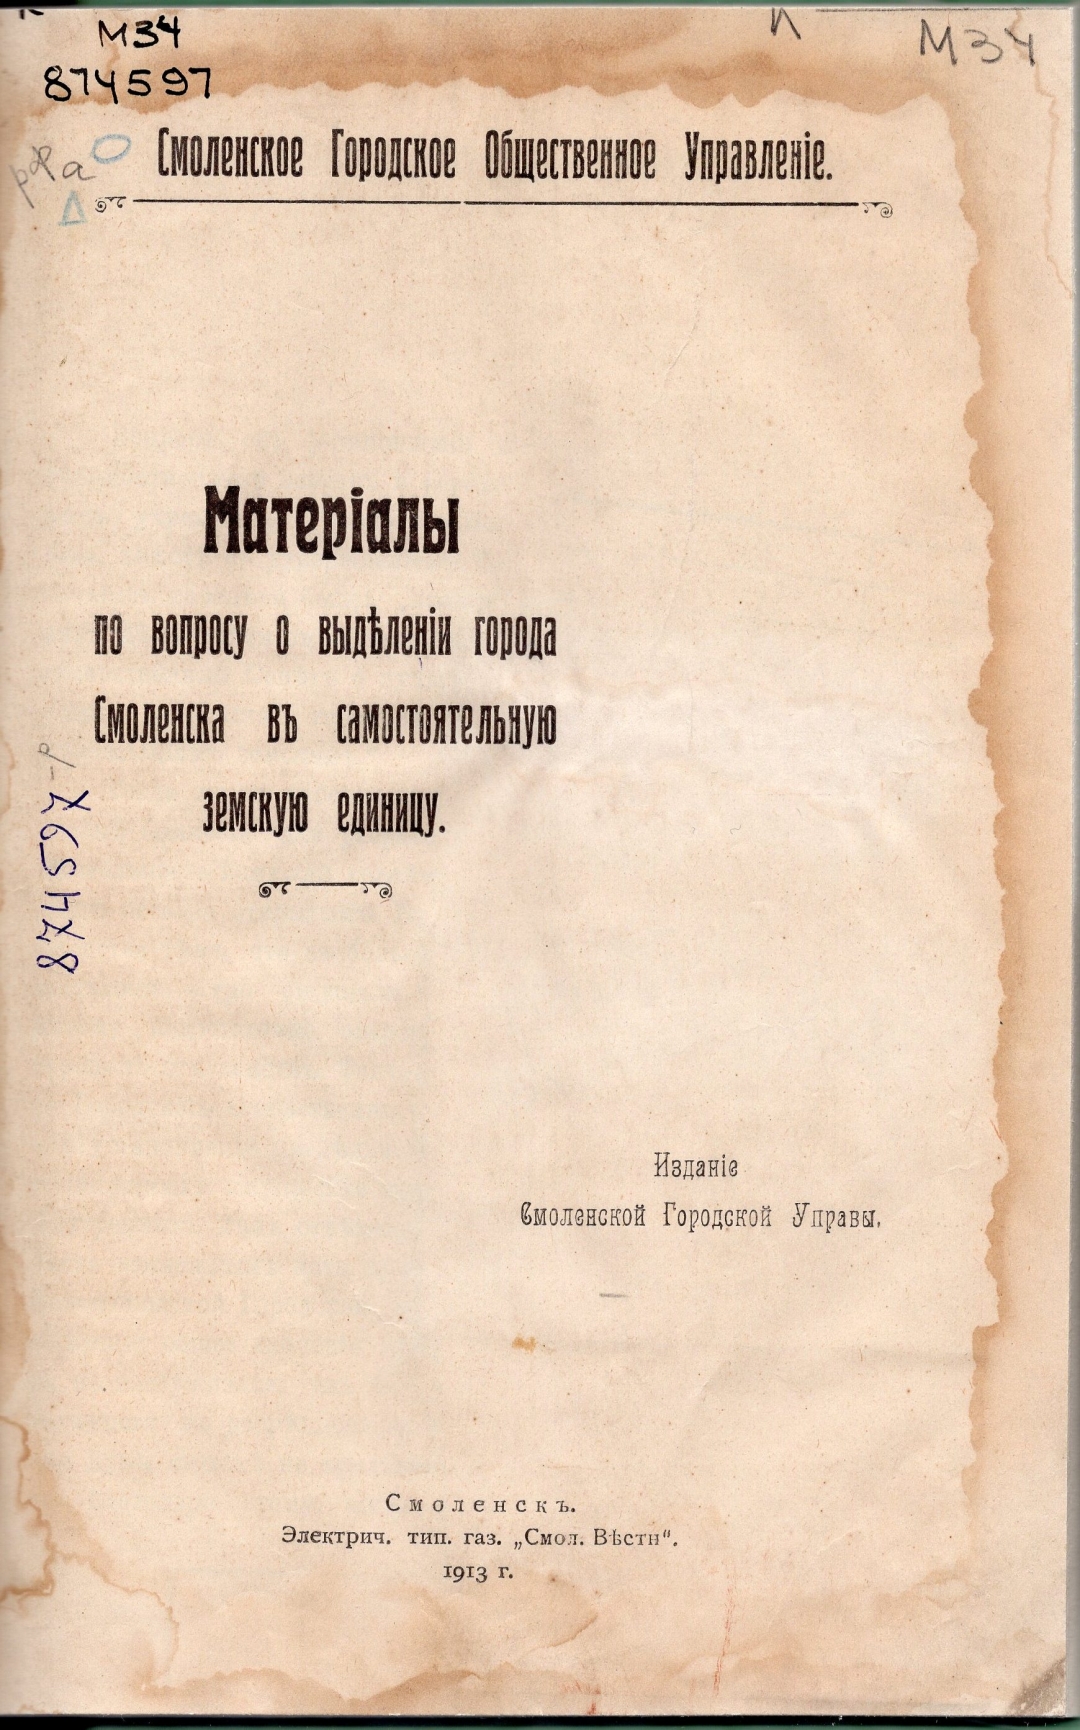 М34
874597
М34
Смоленское Городское Общественное Управленіе.
Матеріалы
по вопросу о выдѣленіи города
Смоленска въ самостоятельную
земскую единицу.
874597-р
Изданіе
Смоленской Городской Управы.
Смоленскъ.
Электрич. тип. газ. „Смол. Вѣстн“.
1913 г.